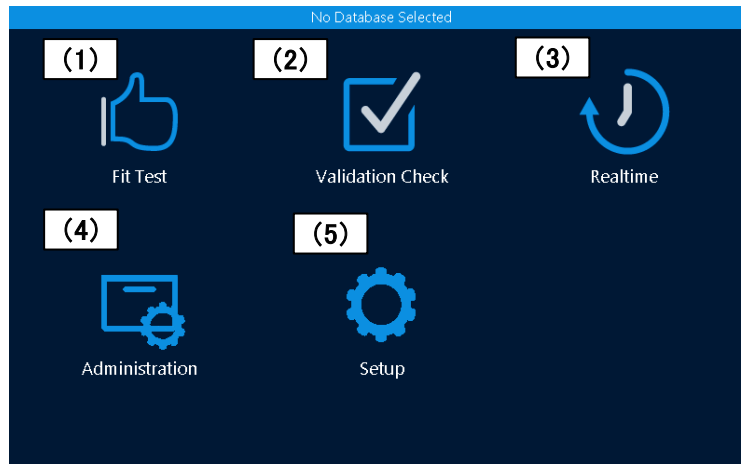 No Database Selected
(1)
(2)
(3)
Fit Test
Validation Check
Realtime
(4)
(5)
Administration
Setup